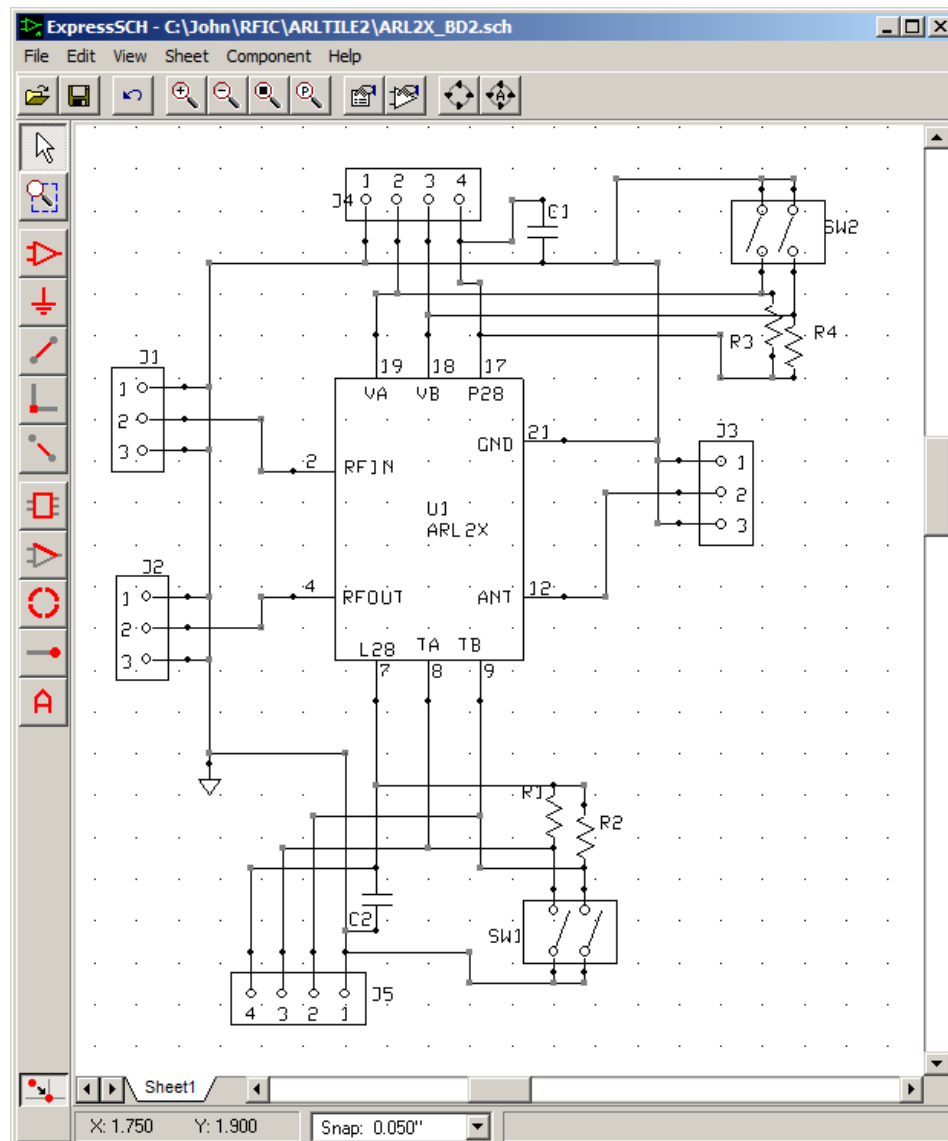 ExpressSCH - C:\John\RFIC\ARLTILE2\ARL2X_BD2.sch
File Edit View Sheet Component Help
P A
1 2 3 4
J4
C1
SW2
R3 R4
J1
19 18 17
VA VB P28
1
2
3
21
GND
J3
1
2
3
2 RFIN
U1
ARL2X
J2
1
2
3
4 RFOUT
ANT 12
L28 TA TB
7 8 9
A
R1
R2
C2
SW1
J5
4 3 2 1
Sheet1
X: 1.750 Y: 1.900 Snap: 0.050"